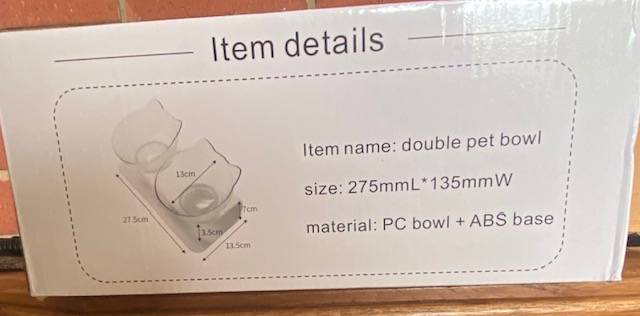 Item details
Item name: double pet bowl
size: 275mmL*135mmW
material: PC bowl + ABS base
13cm
27.5cm
7cm
3.5cm
13.5cm